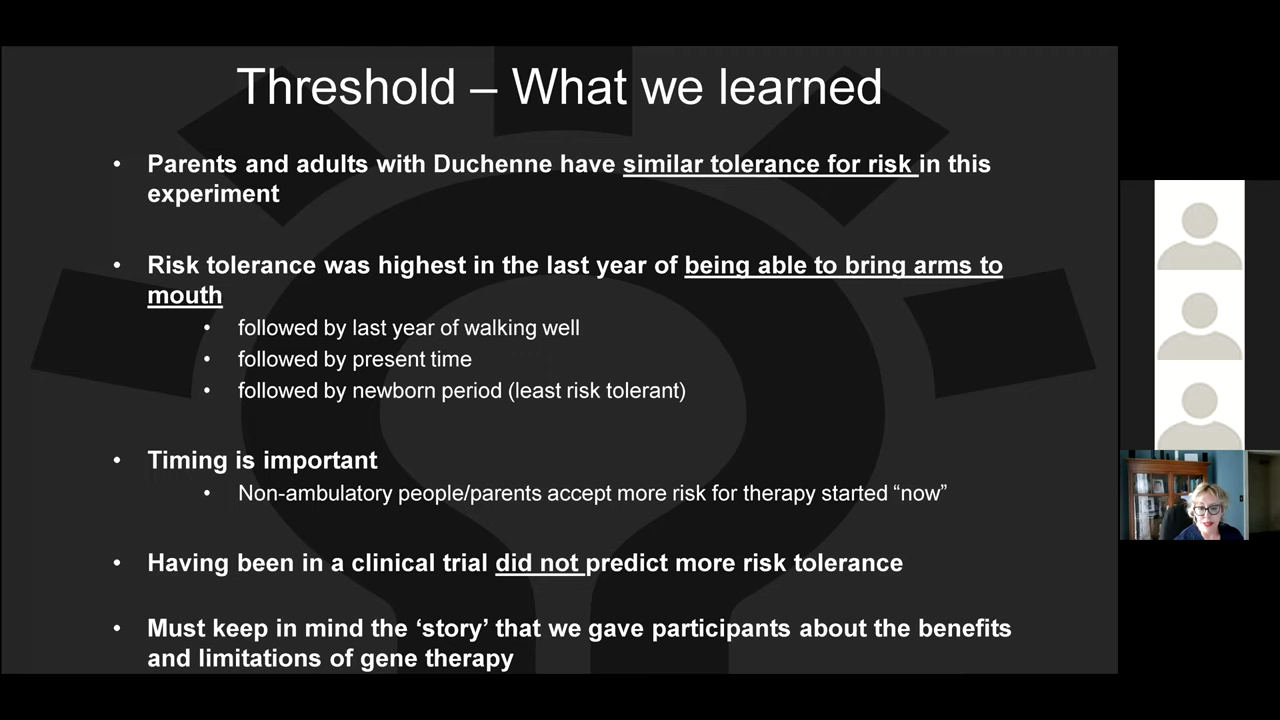 Threshold – What we learned
• Parents and adults with Duchenne have similar tolerance for risk in this
experiment
• Risk tolerance was highest in the last year of being able to bring arms to
mouth
• followed by last year of walking well
• followed by present time
• followed by newborn period (least risk tolerant)
• Timing is important
• Non-ambulatory people/parents accept more risk for therapy started “now”
• Having been in a clinical trial did not predict more risk tolerance
• Must keep in mind the ‘story’ that we gave participants about the benefits
and limitations of gene therapy